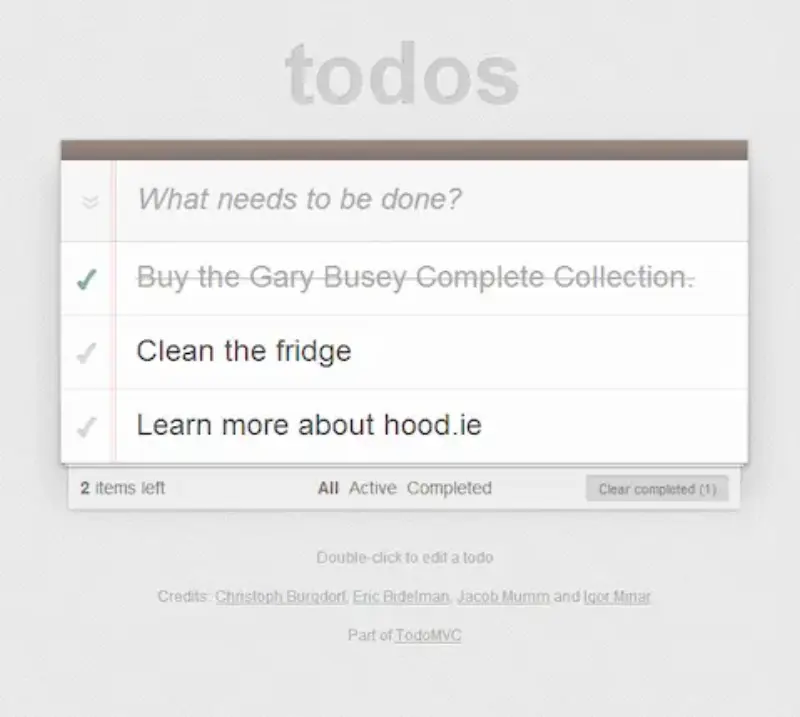 todos
What needs to be done?
Buy the Gary Busey Complete Collection.
Clean the fridge
Learn more about hood.ie
2 items left All Active Completed Clear completed (1)
Double-click to edit a todo
Credits: Christoph Burgdorf, Eric Bidelman, Jacob Mumm and Igor Minar
Part of TodoMVC